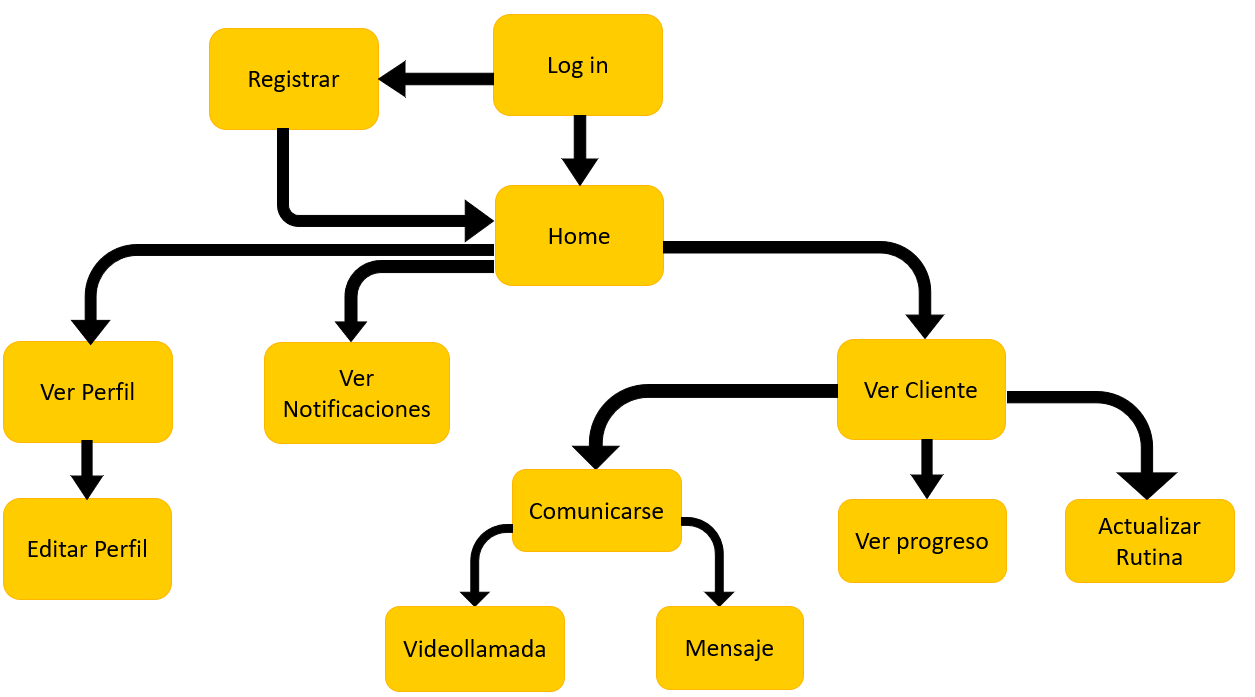 Log in
Registrar
Home
Ver Perfil
Ver
Notificaciones
Ver Cliente
Editar Perfil
Comunicarse
Ver progreso
Actualizar
Rutina
Videollamada
Mensaje